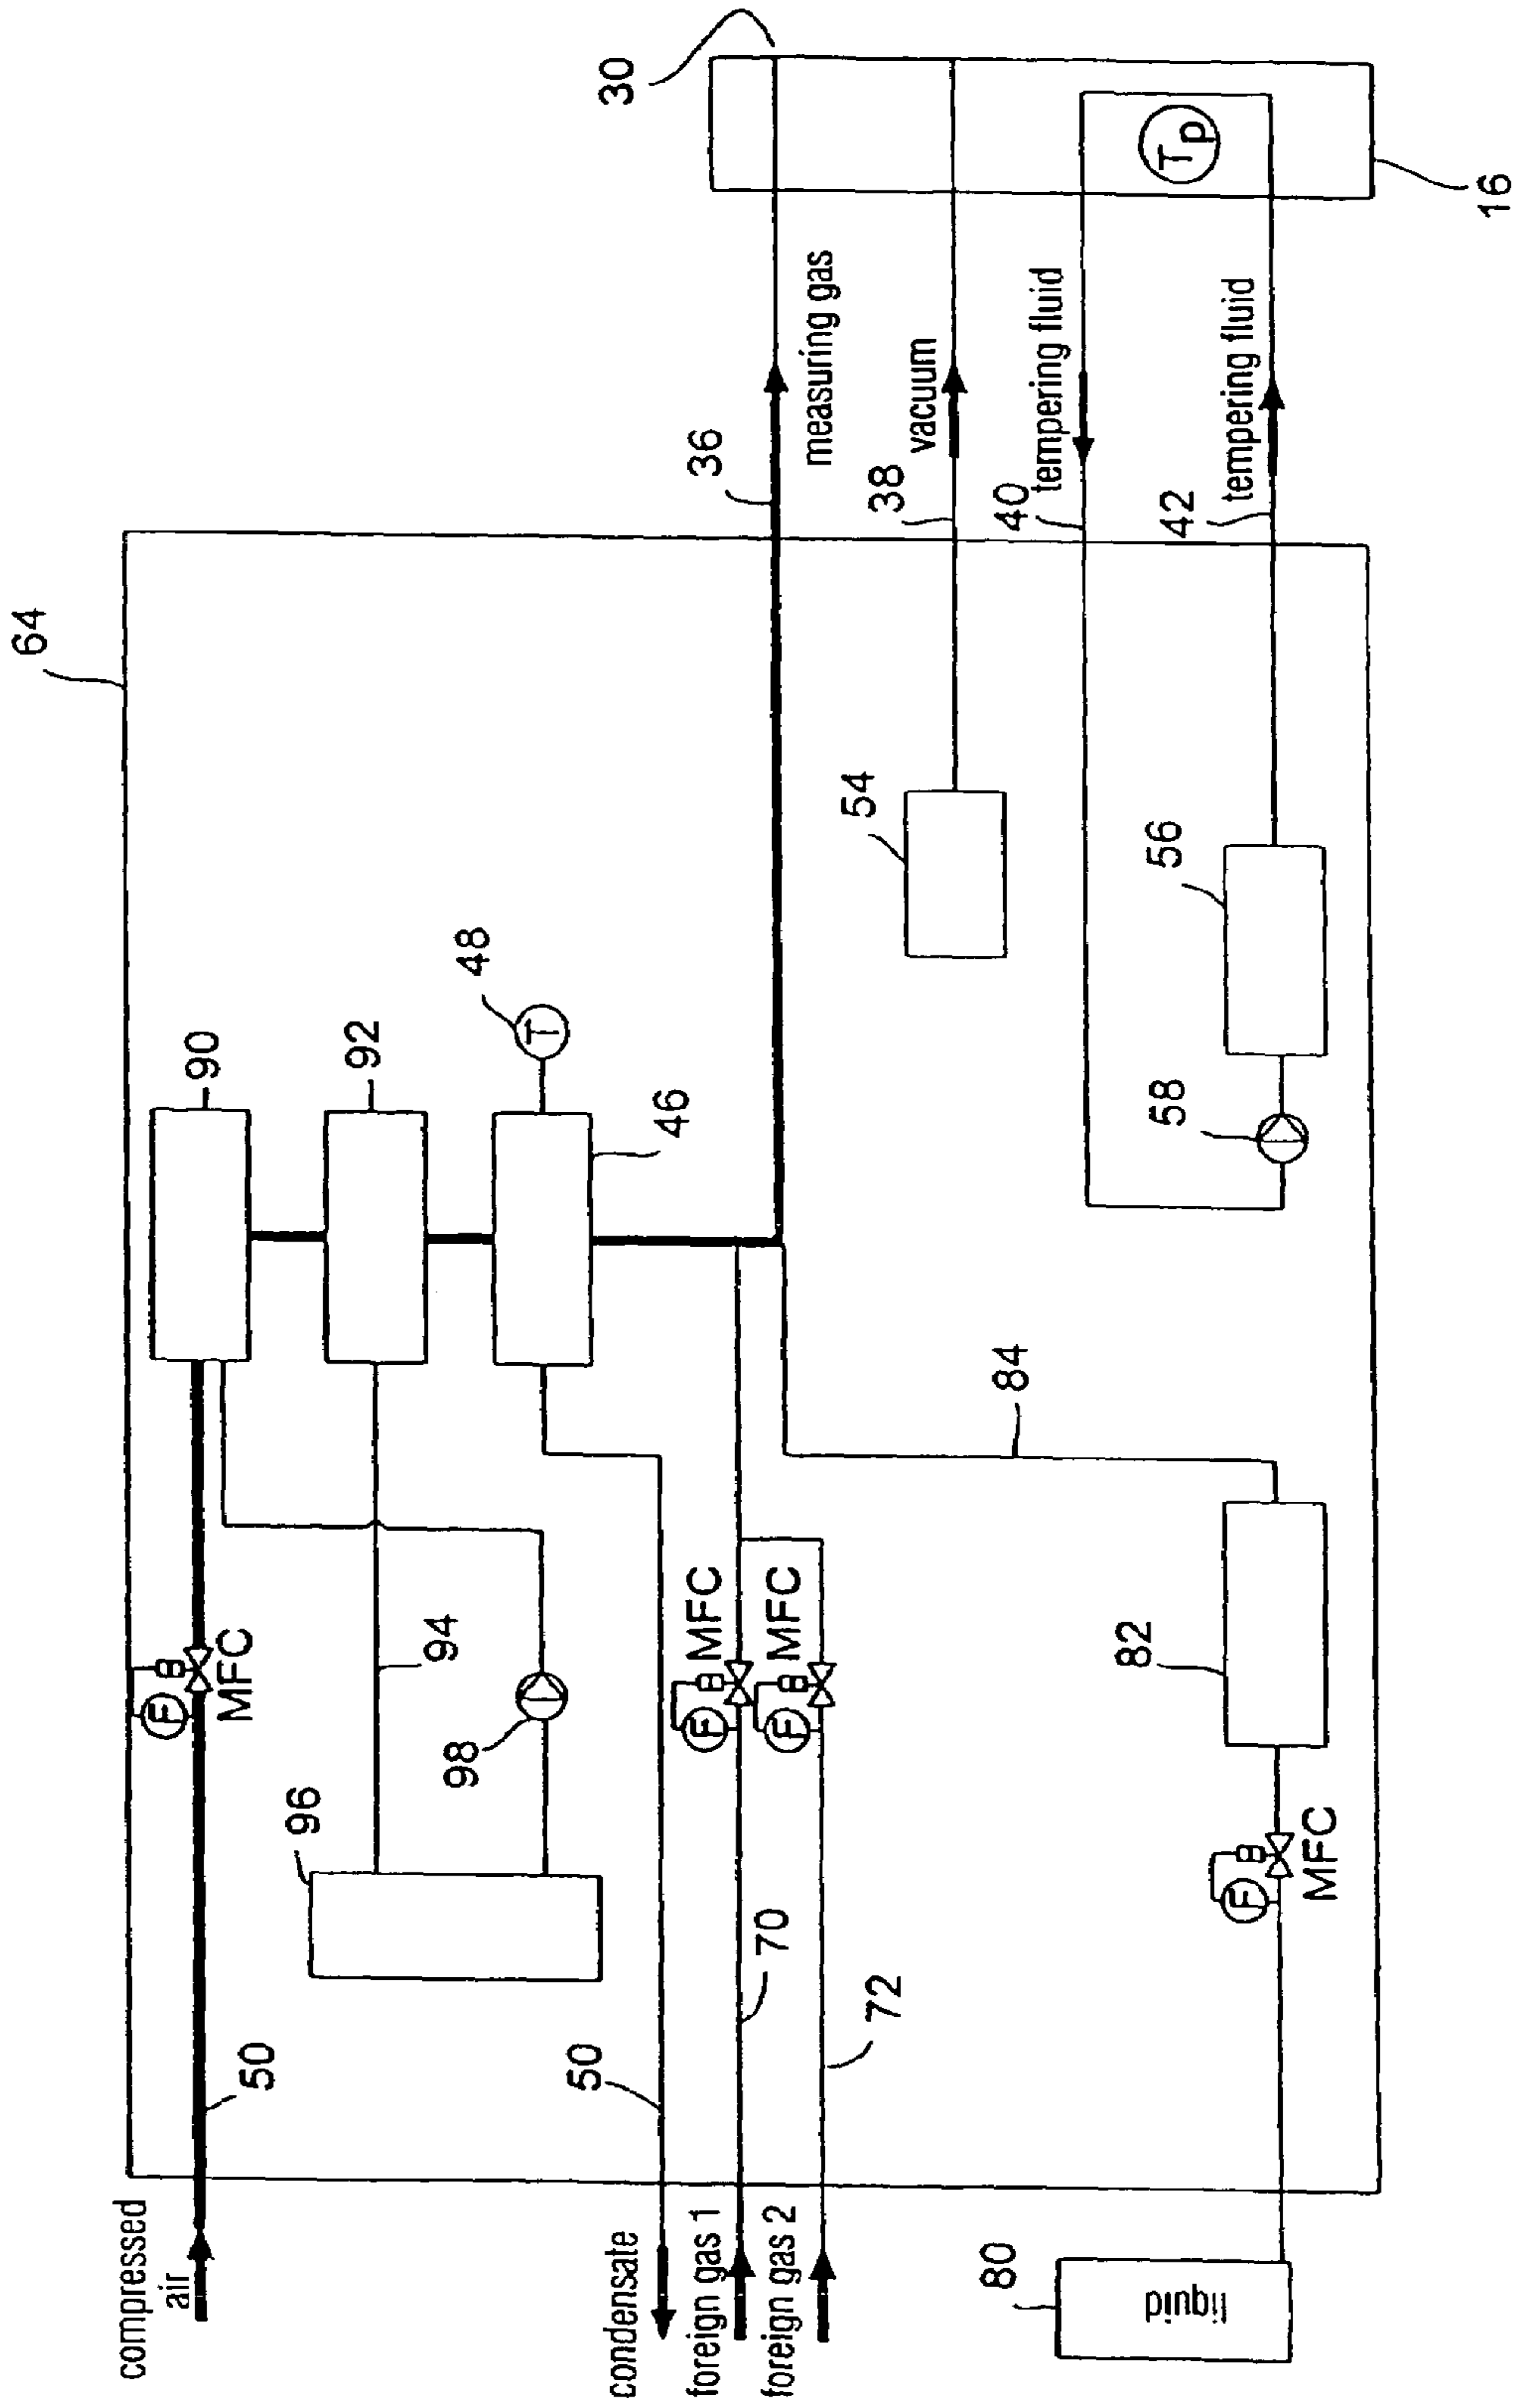 64
30
16
36
measuring gas
38
vacuum
40
tempering fluid
42
tempering fluid
Tp
54
56
58
90
92
48
T
46
84
82
94
98
96
F
MFC
F
MFC
F
MFC
F
MFC
50
50
70
72
80
compressed
air
condensate
foreign gas 1
foreign gas 2
liquid